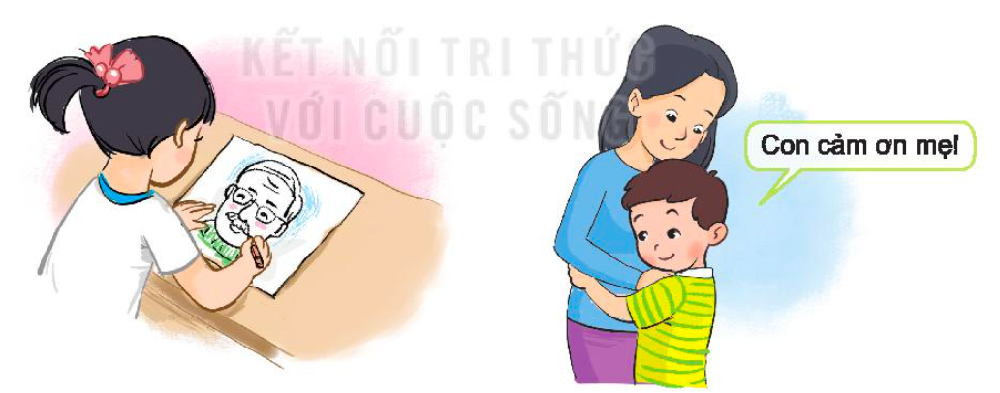 KẾT NỐI TRI THỨC
VỚI CUỘC SỐNG
Con cảm ơn mẹ!